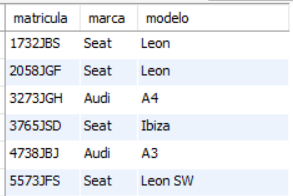 matricula marca modelo
1732JBS Seat Leon
2058JGF Seat Leon
3273JGH Audi A4
3765JSD Seat Ibiza
4738JBJ Audi A3
5573JFS Seat Leon SW